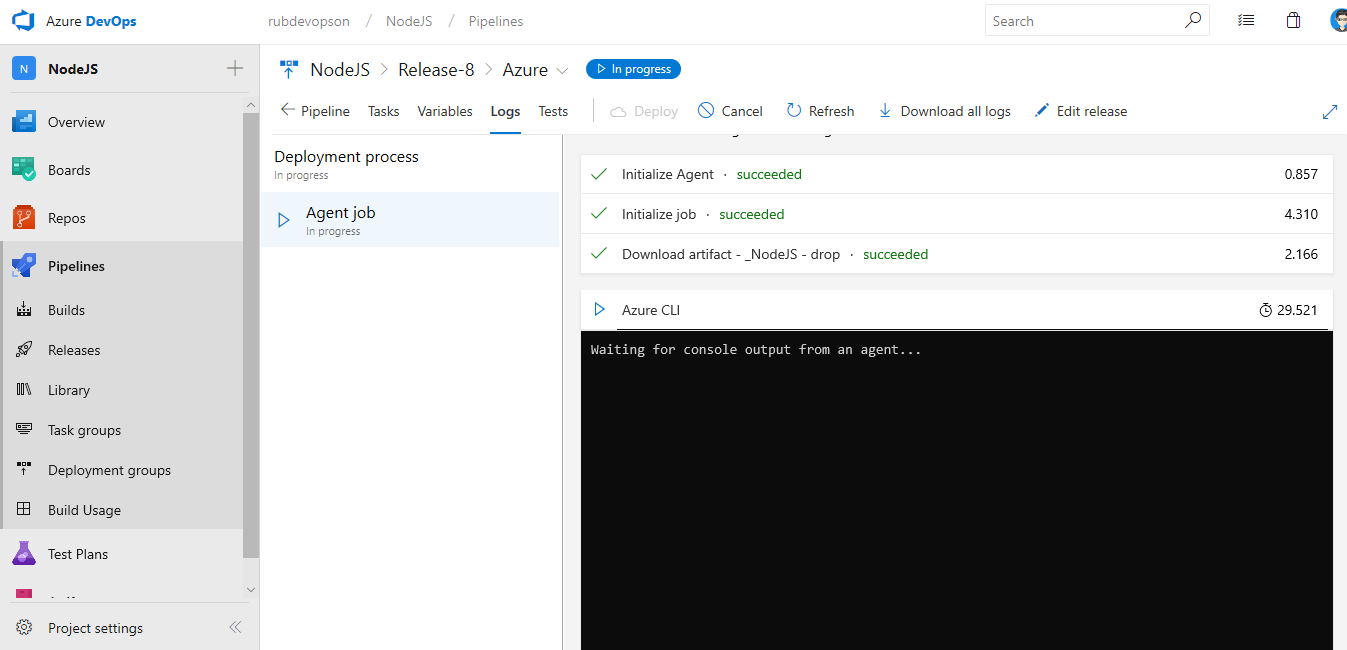 Azure DevOps
rubdevopson / NodeJS / Pipelines
Search
N NodeJS
Overview
Boards
Repos
Pipelines
Builds
Releases
Library
Task groups
Deployment groups
Build Usage
Test Plans
Project settings
NodeJS > Release-8 > Azure
In progress
Pipeline
Tasks
Variables
Logs
Tests
Deploy
Cancel
Refresh
Download all logs
Edit release
Deployment process
In progress
Agent job
In progress
Initialize Agent · succeeded 0.857
Initialize job · succeeded 4.310
Download artifact - _NodeJS - drop · succeeded 2.166
Azure CLI 29.521
Waiting for console output from an agent...